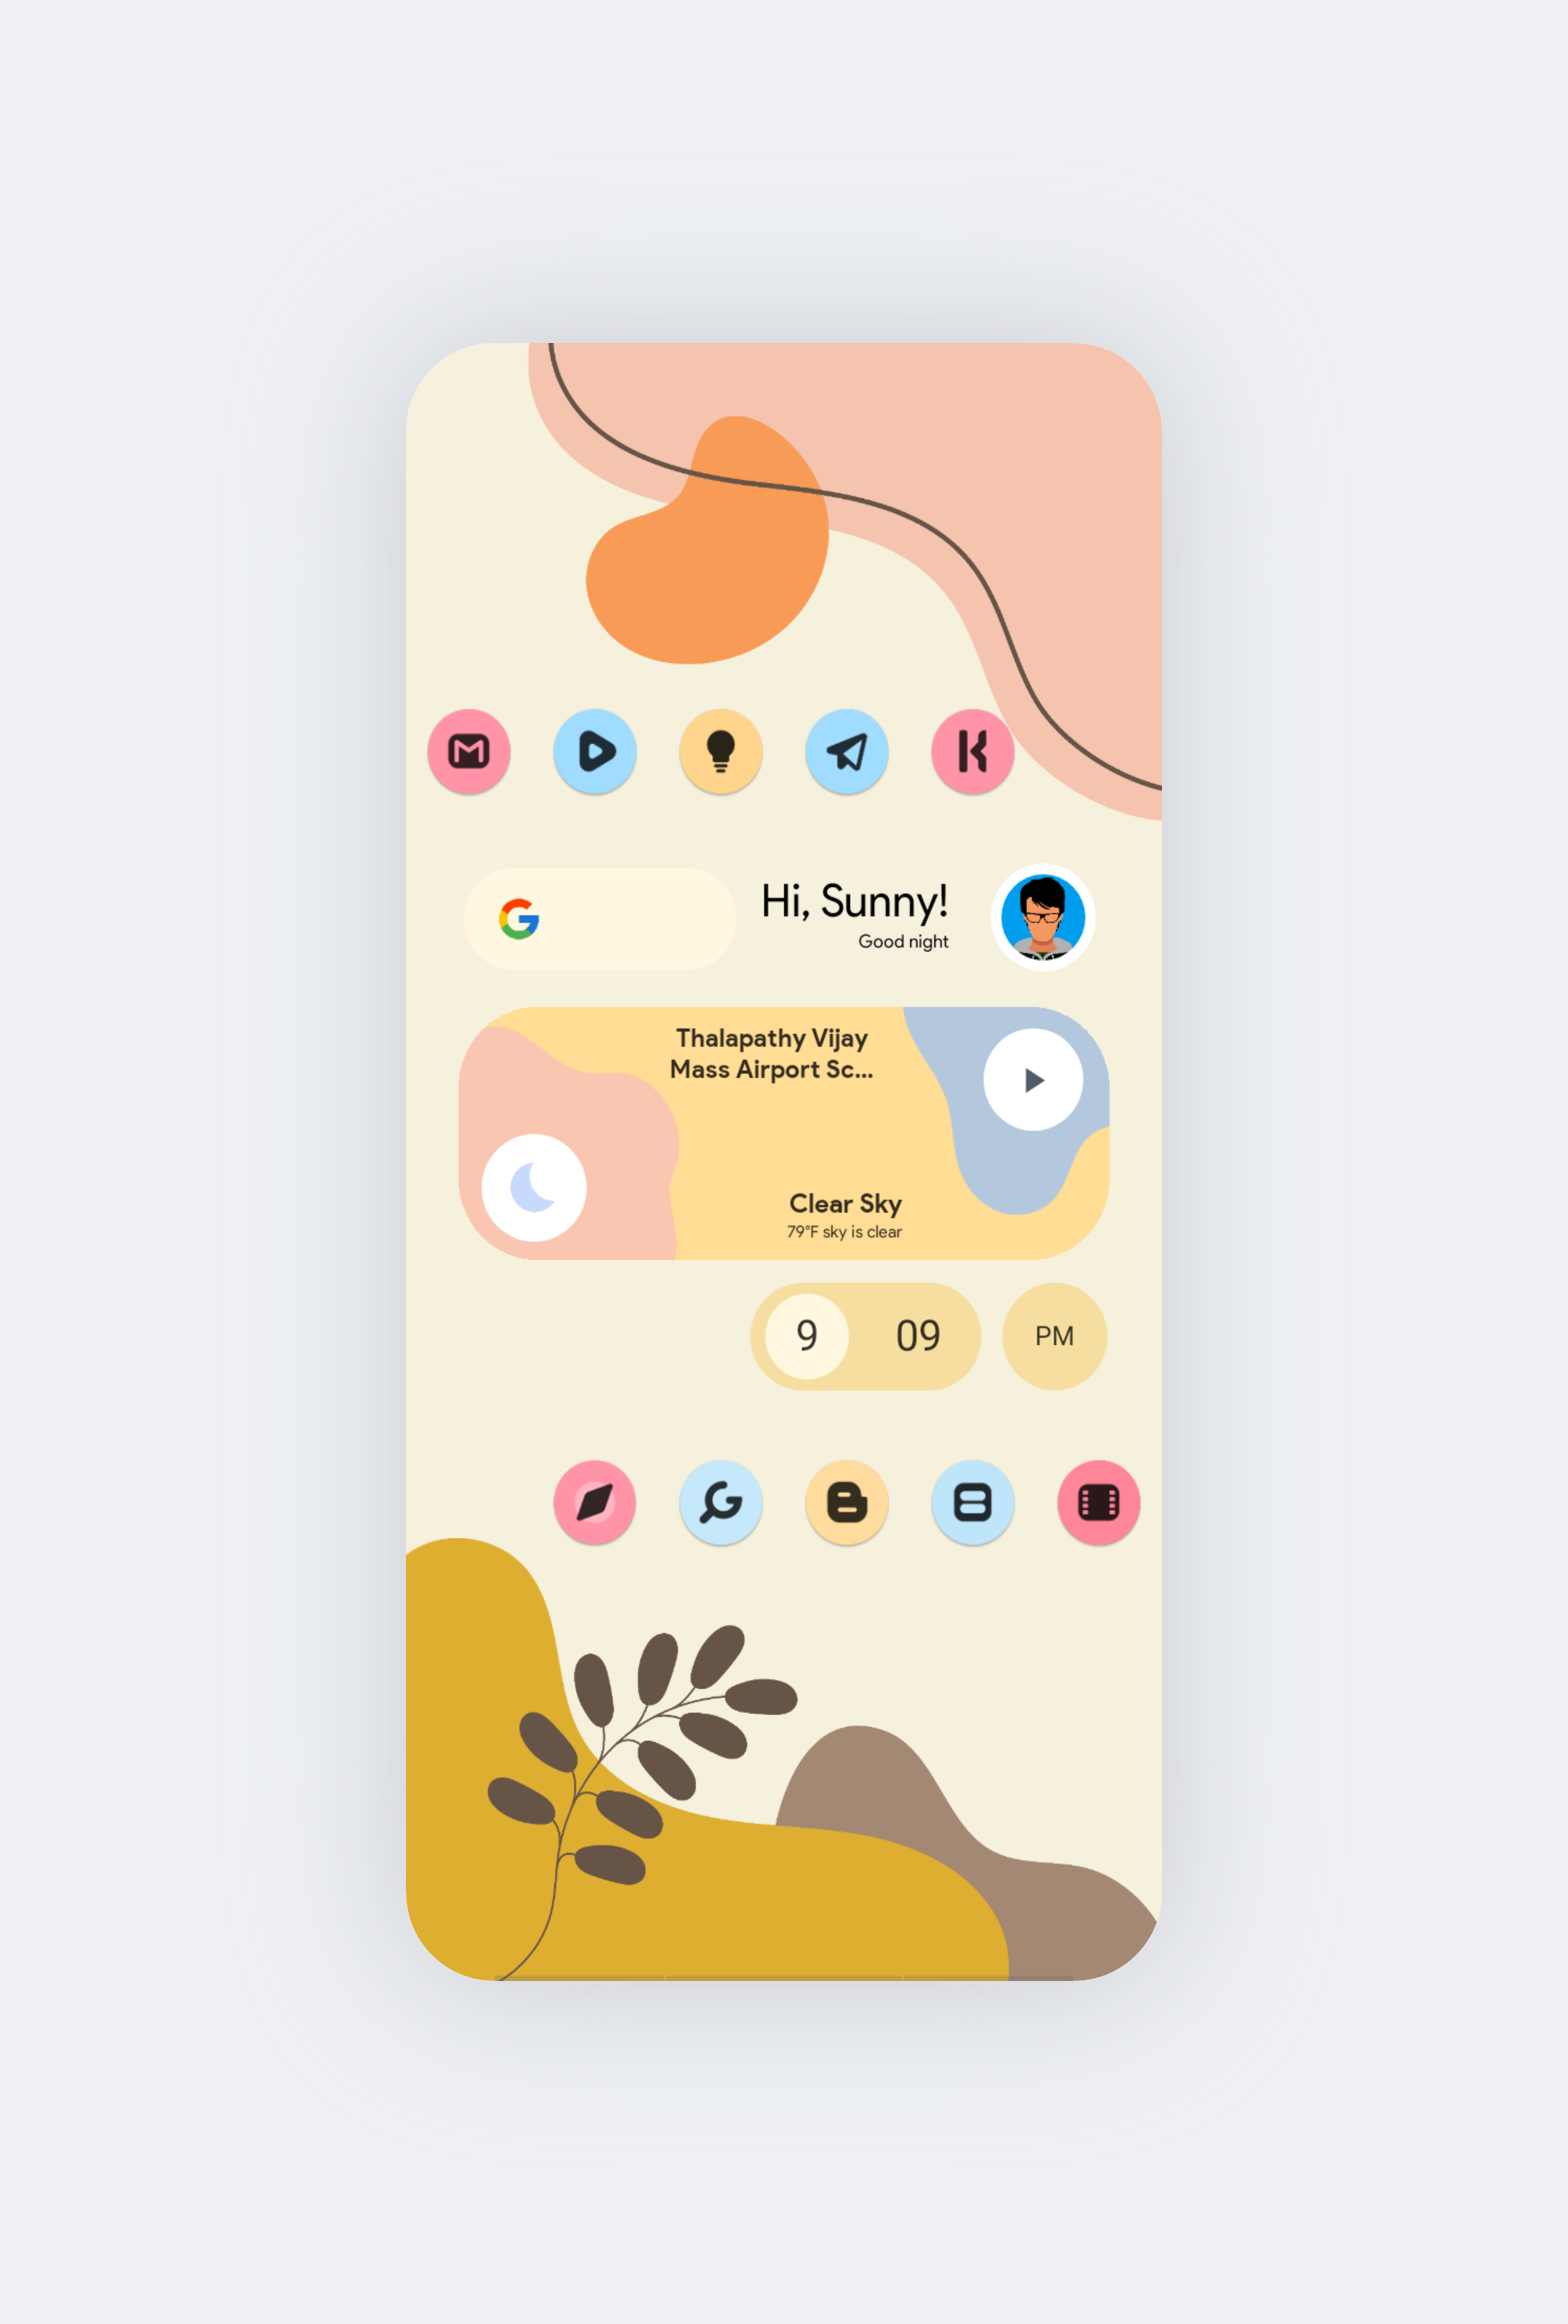 Hi, Sunny!
Good night
Thalapathy Vijay
Mass Airport Sc...
Clear Sky
79°F sky is clear
9 09 PM